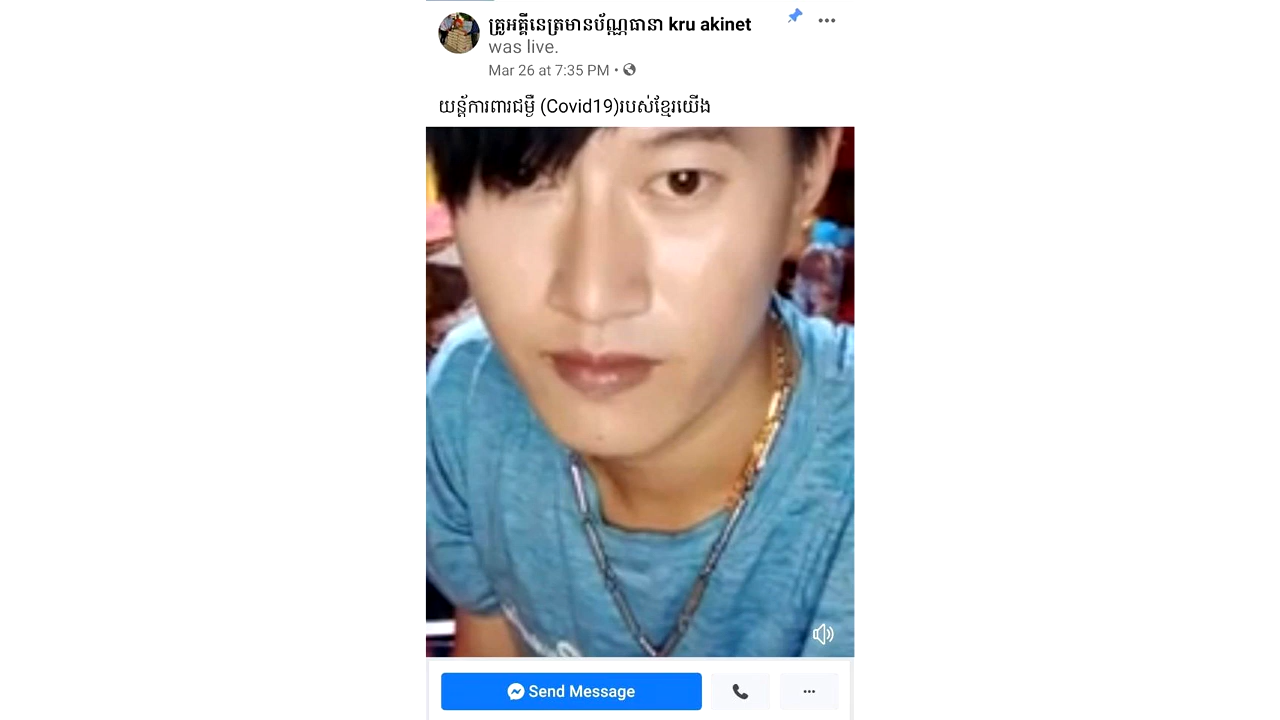 គ្រូអគ្គីនេត្រមានប័ណ្ណធានា kru akinet
was live.
Mar 26 at 7:35 PM ·
យន្ត័ការពារជម្ងឺ (Covid19)របស់ខ្មែរយើង
Send Message